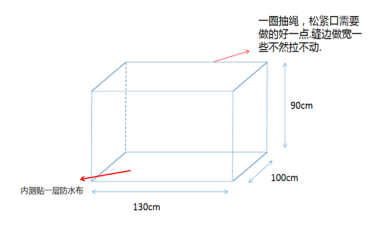 一圈抽绳，松紧口需要
做的好一点.缝边做宽一
些不然拉不动.
90cm
100cm
内测贴一层防水布
130cm